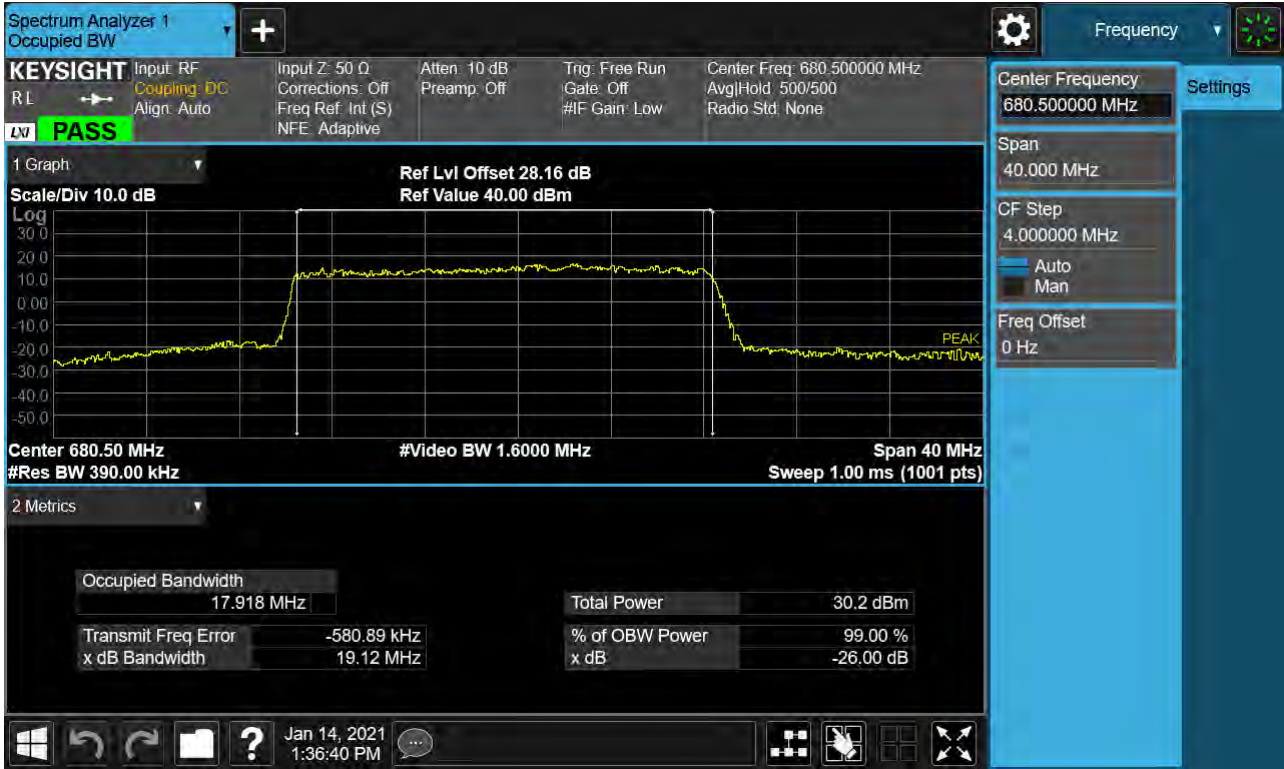 Spectrum Analyzer 1
Occupied BW
+
Frequency
KEYSIGHT
RL
LXI
PASS
Input: RF
Coupling: DC
Align: Auto
Input Z: 50 Ω
Corrections: Off
Freq Ref: Int (S)
NFE: Adaptive
Atten: 10 dB
Preamp: Off
Trig: Free Run
Gate: Off
#IF Gain: Low
Center Freq: 680.500000 MHz
Avg|Hold: 500/500
Radio Std: None
Center Frequency
680.500000 MHz
Settings
Span
40.000 MHz
CF Step
4.000000 MHz
Auto
Man
Freq Offset
0 Hz
1 Graph
Scale/Div 10.0 dB
Ref Lvl Offset 28.16 dB
Ref Value 40.00 dBm
Log
30.0
20.0
10.0
0.00
-10.0
-20.0
-30.0
-40.0
-50.0
PEAK
Center 680.50 MHz
#Video BW 1.6000 MHz
Span 40 MHz
#Res BW 390.00 kHz
Sweep 1.00 ms (1001 pts)
2 Metrics
Occupied Bandwidth
17.918 MHz
Total Power 30.2 dBm
Transmit Freq Error -580.89 kHz
% of OBW Power 99.00 %
x dB Bandwidth 19.12 MHz
x dB -26.00 dB
?
Jan 14, 2021
1:36:40 PM